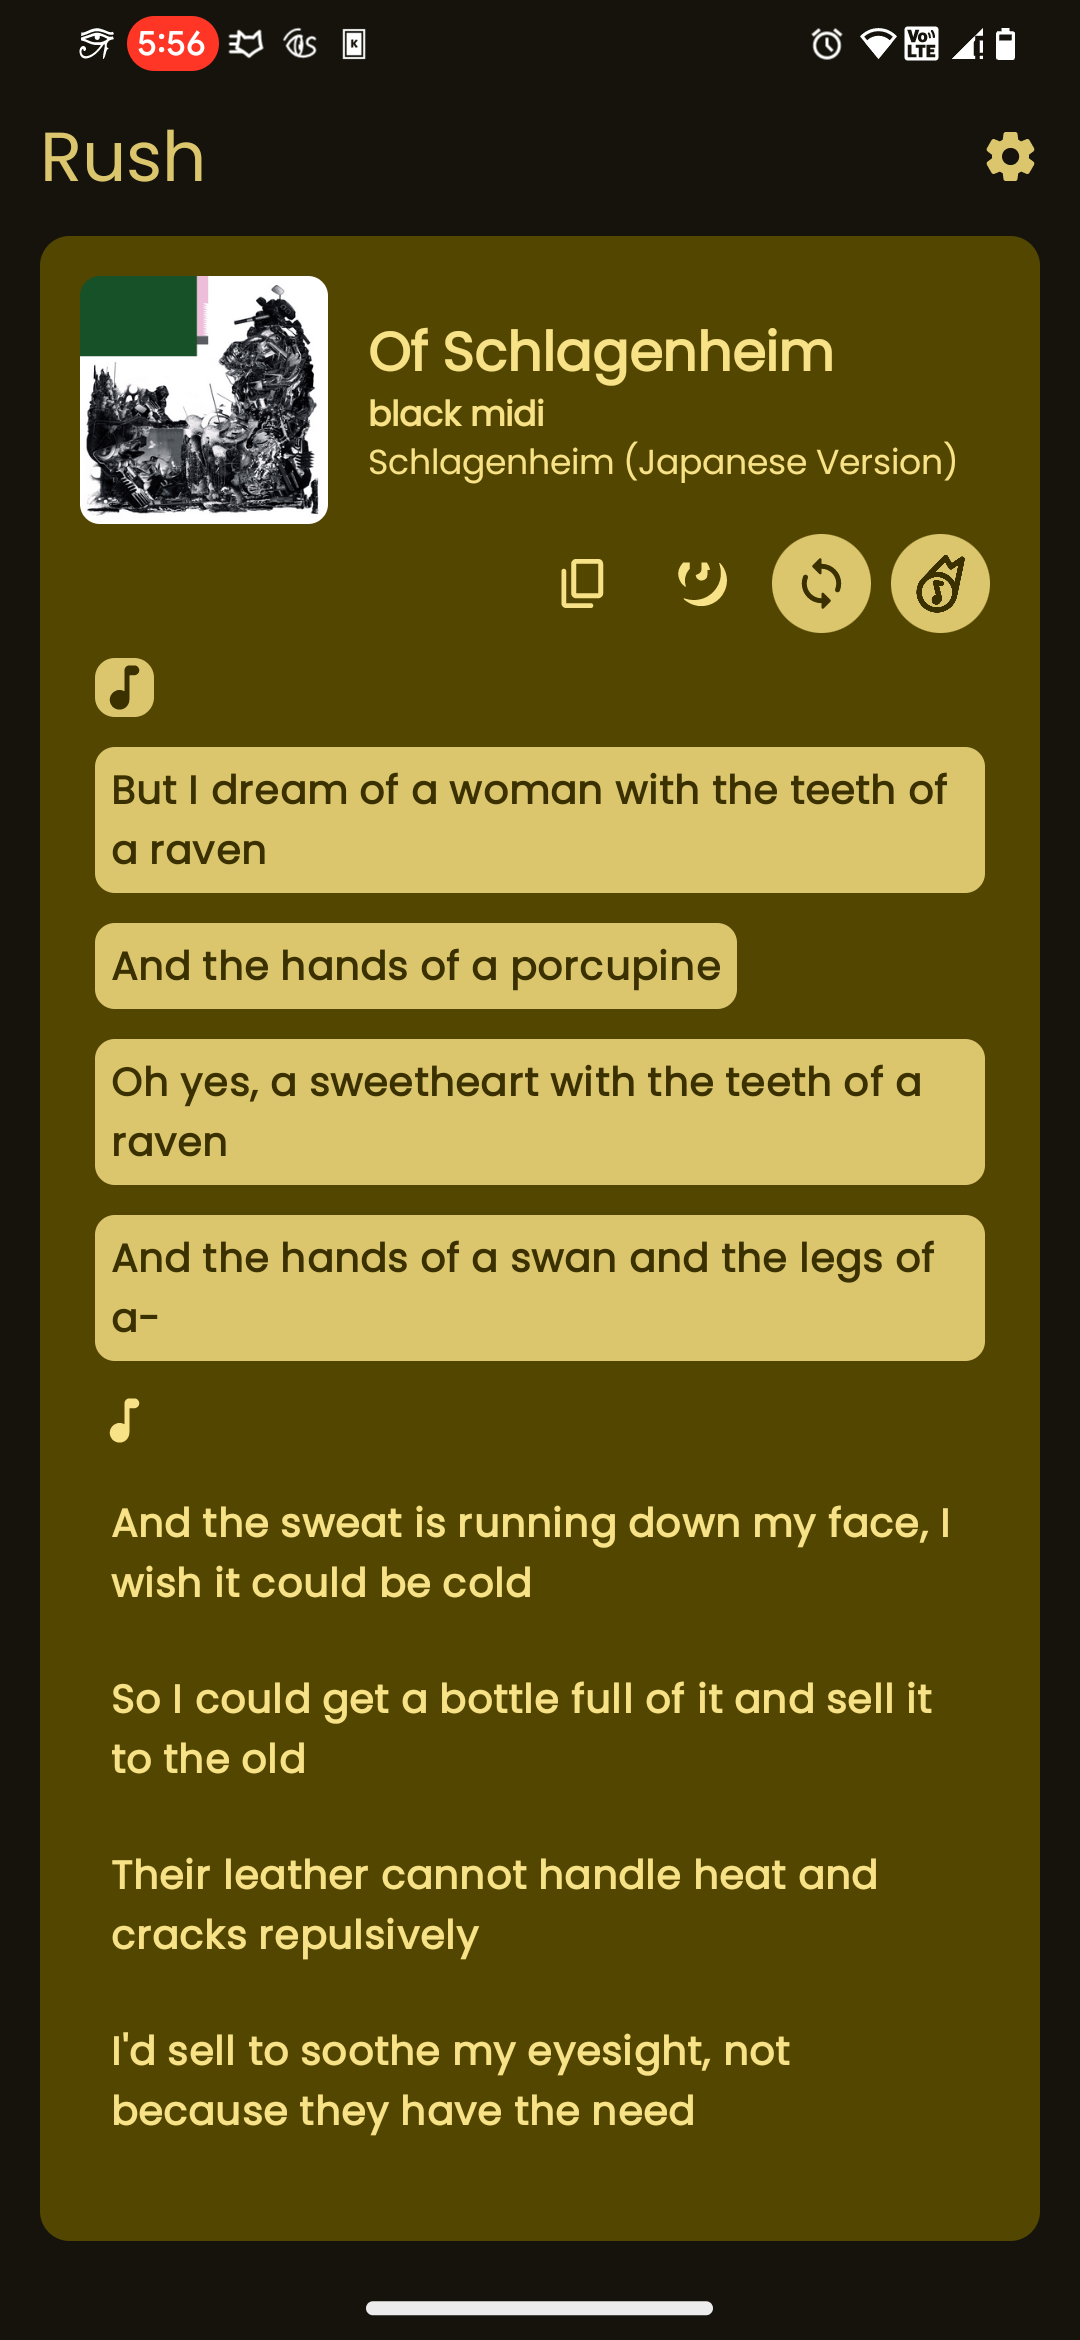 5:56
K
Vo))
LTE
Rush
Of Schlagenheim
black midi
Schlagenheim (Japanese Version)
But I dream of a woman with the teeth of
a raven
And the hands of a porcupine
Oh yes, a sweetheart with the teeth of a
raven
And the hands of a swan and the legs of
a-
And the sweat is running down my face, I
wish it could be cold
So I could get a bottle full of it and sell it
to the old
Their leather cannot handle heat and
cracks repulsively
I'd sell to soothe my eyesight, not
because they have the need